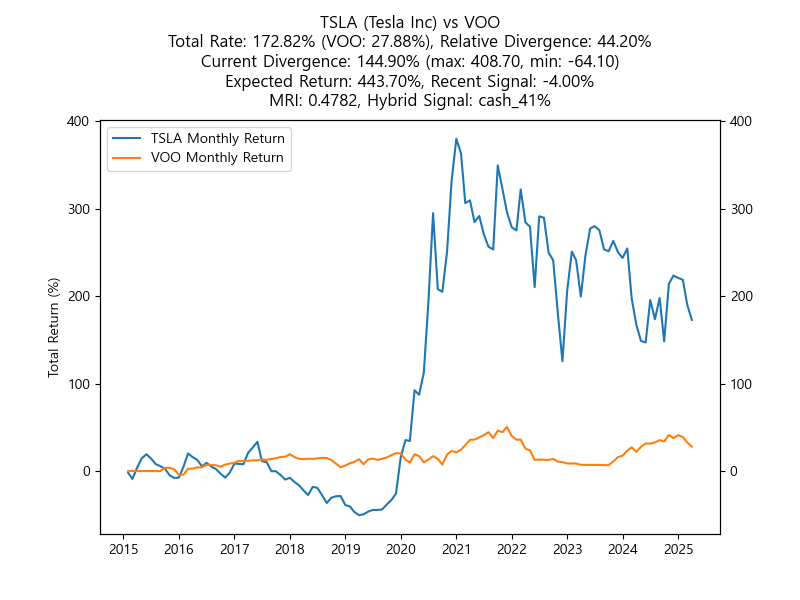 TSLA (Tesla Inc) vs VOO
Total Rate: 172.82% (VOO: 27.88%), Relative Divergence: 44.20%
Current Divergence: 144.90% (max: 408.70, min: -64.10)
Expected Return: 443.70%, Recent Signal: -4.00%
MRI: 0.4782, Hybrid Signal: cash_41%
TSLA Monthly Return
VOO Monthly Return
Total Return (%)
400
300
200
100
0
400
300
200
100
0
2015 2016 2017 2018 2019 2020 2021 2022 2023 2024 2025